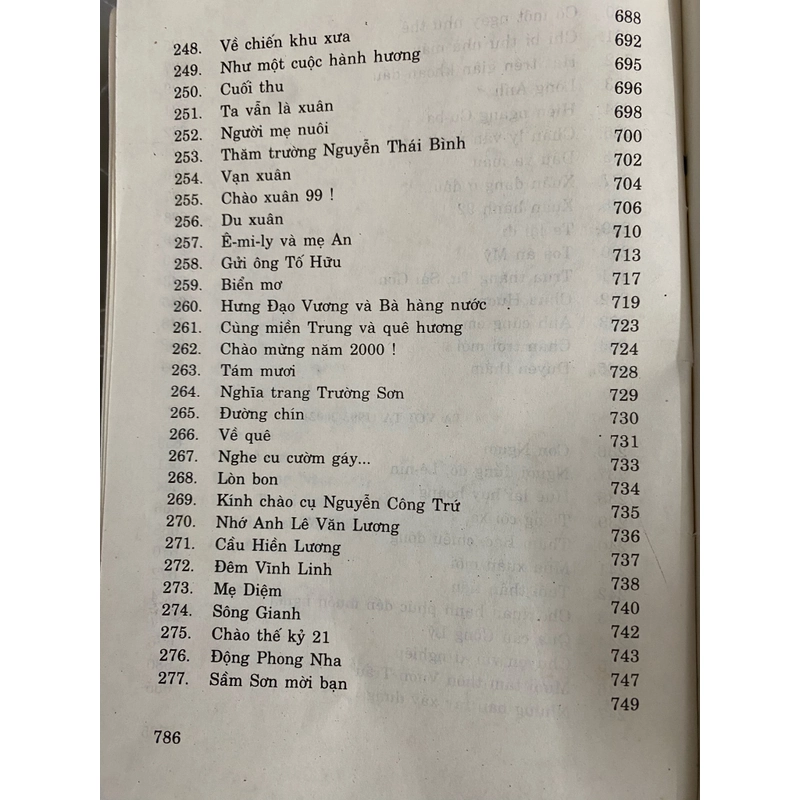 248. Về chiến khu xưa 688
249. Như một cuộc hành hương 692
250. Cuối thu 695
251. Ta vẫn là xuân 696
252. Người mẹ nuôi 698
253. Thăm trường Nguyễn Thái Bình 700
254. Vạn xuân 702
255. Chào xuân 99 ! 704
256. Du xuân 706
257. Ê-mi-ly và mẹ An 710
258. Gửi ông Tố Hữu 713
259. Biển mơ 717
260. Hưng Đạo Vương và Bà hàng nước 719
261. Cùng miền Trung và quê hương 723
262. Chào mừng năm 2000 ! 724
263. Tám mươi 728
264. Nghĩa trang Trường Sơn 729
265. Đường chín 730
266. Về quê 731
267. Nghe cu cườm gáy... 733
268. Lòn bon 734
269. Kính chào cụ Nguyễn Công Trứ 735
270. Nhớ Anh Lê Văn Lương 736
271. Cầu Hiền Lương 737
272. Đêm Vĩnh Linh 738
273. Mẹ Diệm 740
274. Sông Gianh 742
275. Chào thế kỷ 21 743
276. Động Phong Nha 747
277. Sầm Sơn mời bạn 749
786